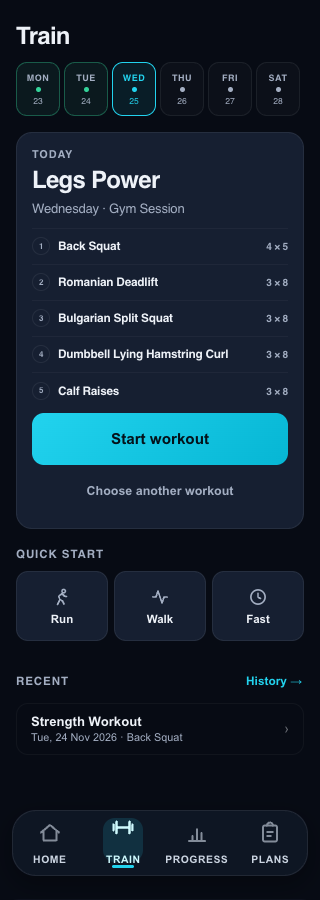 Train
MON TUE WED THU FRI SAT
23 24 25 26 27 28
TODAY
Legs Power
Wednesday · Gym Session
1 Back Squat 4 × 5
2 Romanian Deadlift 3 × 8
3 Bulgarian Split Squat 3 × 8
4 Dumbbell Lying Hamstring Curl 3 × 8
5 Calf Raises 3 × 8
Start workout
Choose another workout
QUICK START
Run Walk Fast
RECENT History →
Strength Workout
Tue, 24 Nov 2026 · Back Squat
HOME TRAIN PROGRESS PLANS